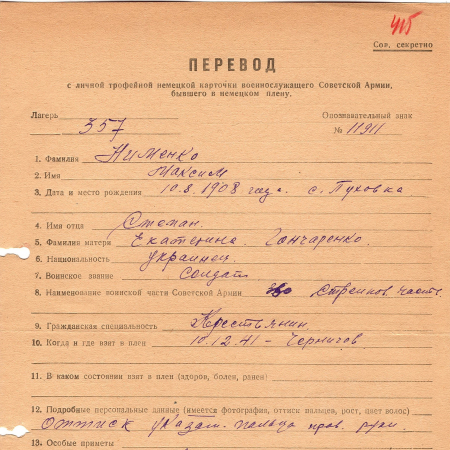 415
Сов. секретно
ПЕРЕВОД
с личной трофейной немецкой карточки военнослужащего Советской Армии,
бывшего в немецком плену.
Лагерь 357 Опознавательный знак
№ 11911
1. Фамилия Нименко
2. Имя Максим
3. Дата и место рождения 10.8.1908 года. с. Пуховка
4. Имя отца Степан.
5. Фамилия матери Екатерина Гончаренко.
6. Национальность украинец.
7. Воинское звание солдат
8. Наименование воинской части Советской Армии стрелков. часть.
9. Гражданская специальность Крестьянин
10. Когда и где взят в плен 10.12.41 - Чернигов
11. В каком состоянии взят в плен (здоров, болен, ранен)
12. Подробные персональные данные (имеется фотография, оттиск пальцев, рост, цвет волос)
оттиск указат. пальца прав. руки.
13. Особые приметы